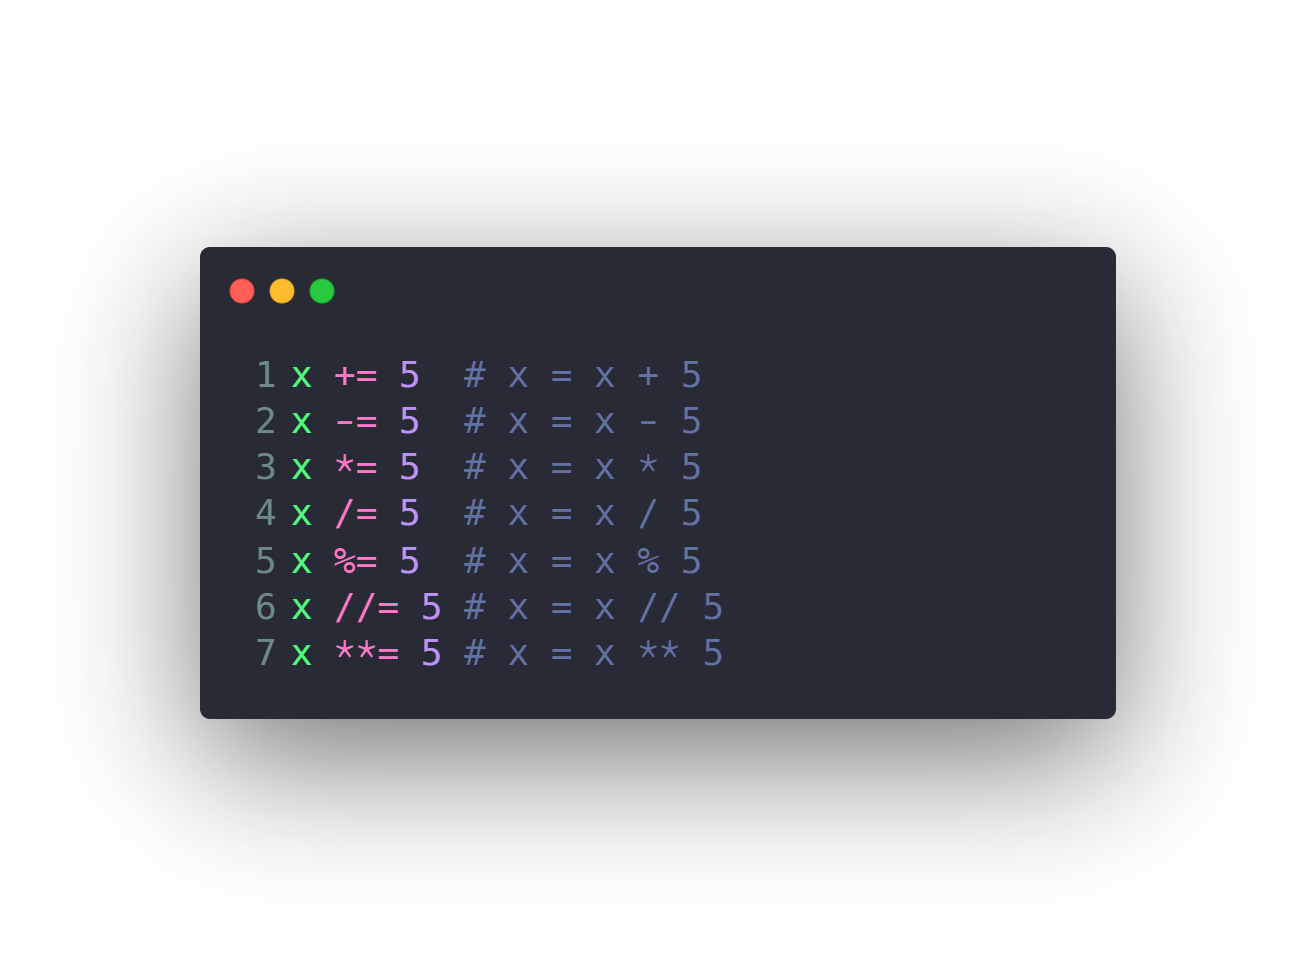 1 x += 5  # x = x + 5
2 x -= 5  # x = x - 5
3 x *= 5  # x = x * 5
4 x /= 5  # x = x / 5
5 x %= 5  # x = x % 5
6 x //= 5 # x = x // 5
7 x **= 5 # x = x ** 5